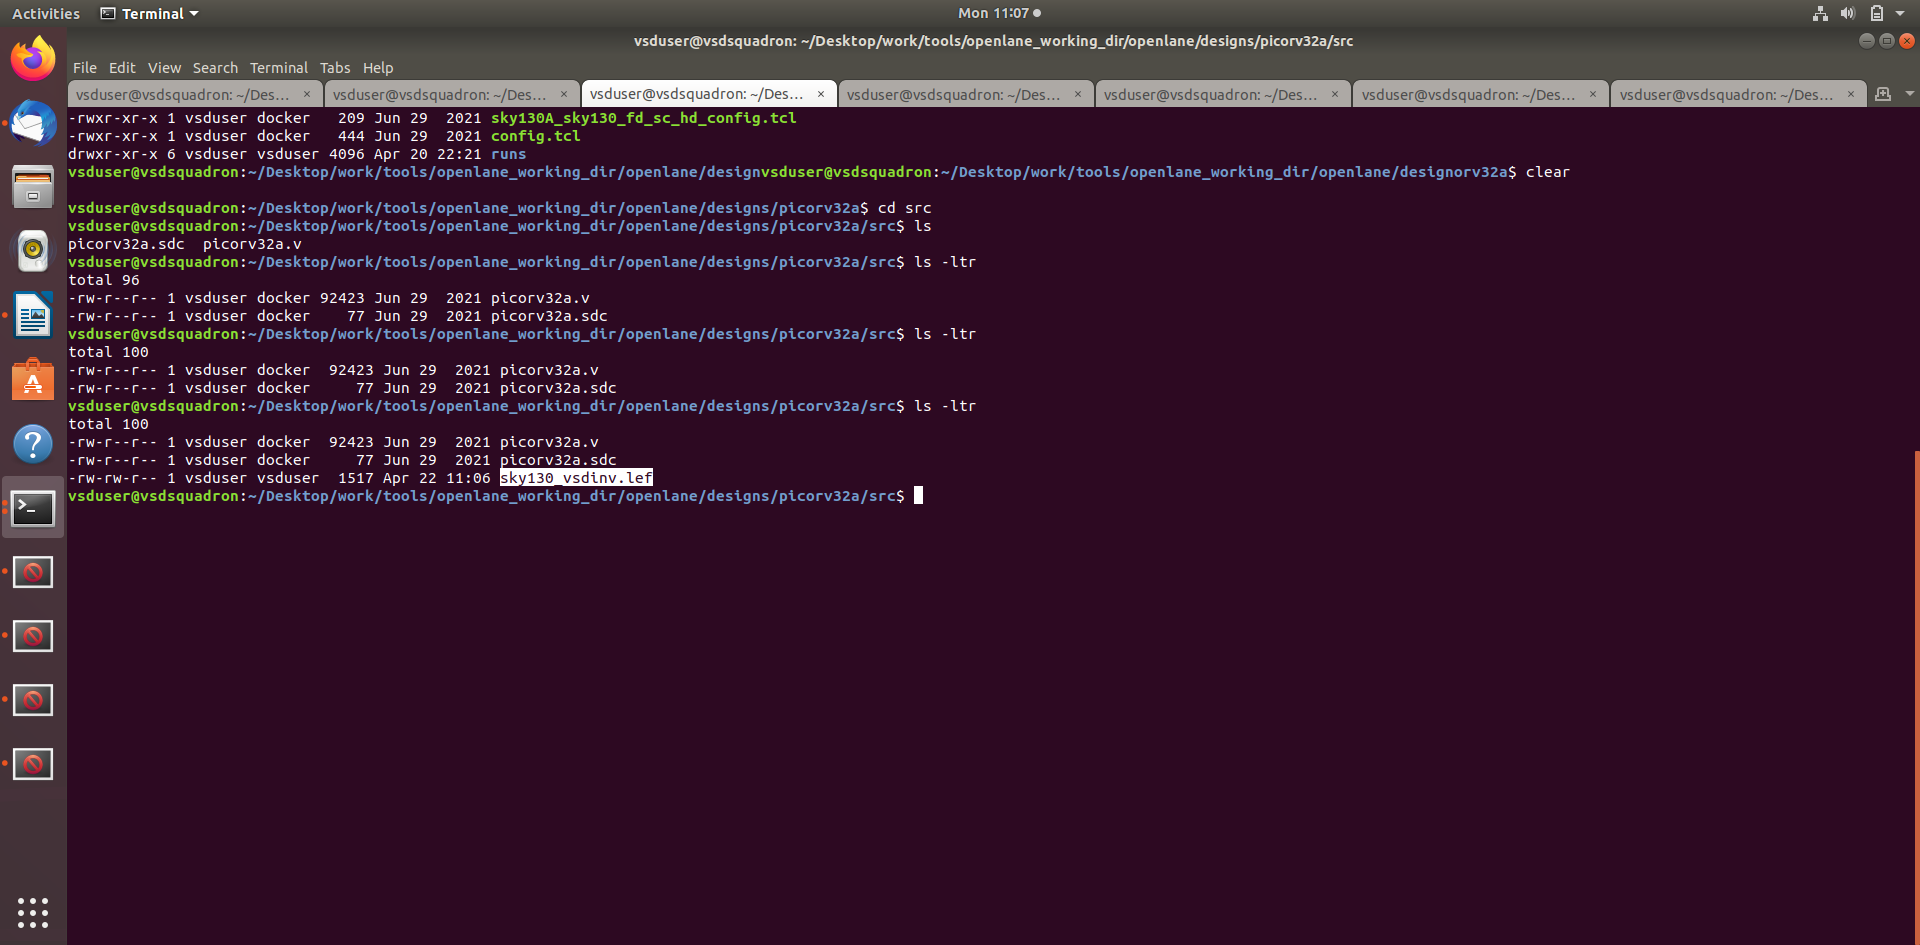 Activities Terminal Mon 11:07
vsduser@vsdsquadron: ~/Desktop/work/tools/openlane_working_dir/openlane/designs/picorv32a/src
File Edit View Search Terminal Tabs Help
vsduser@vsdsquadron: ~/Des... × vsduser@vsdsquadron: ~/Des... × vsduser@vsdsquadron: ~/Des... × vsduser@vsdsquadron: ~/Des... × vsduser@vsdsquadron: ~/Des... × vsduser@vsdsquadron: ~/Des... × vsduser@vsdsquadron: ~/Des... ×
-rwxr-xr-x 1 vsduser docker   209 Jun 29  2021 sky130A_sky130_fd_sc_hd_config.tcl
-rwxr-xr-x 1 vsduser docker   444 Jun 29  2021 config.tcl
drwxr-xr-x 6 vsduser vsduser 4096 Apr 20 22:21 runs
vsduser@vsdsquadron:~/Desktop/work/tools/openlane_working_dir/openlane/designvsduser@vsdsquadron:~/Desktop/work/tools/openlane_working_dir/openlane/designorv32a$ clear
vsduser@vsdsquadron:~/Desktop/work/tools/openlane_working_dir/openlane/designs/picorv32a$ cd src
vsduser@vsdsquadron:~/Desktop/work/tools/openlane_working_dir/openlane/designs/picorv32a/src$ ls
picorv32a.sdc  picorv32a.v
vsduser@vsdsquadron:~/Desktop/work/tools/openlane_working_dir/openlane/designs/picorv32a/src$ ls -ltr
total 96
-rw-r--r-- 1 vsduser docker 92423 Jun 29  2021 picorv32a.v
-rw-r--r-- 1 vsduser docker    77 Jun 29  2021 picorv32a.sdc
vsduser@vsdsquadron:~/Desktop/work/tools/openlane_working_dir/openlane/designs/picorv32a/src$ ls -ltr
total 100
-rw-r--r-- 1 vsduser docker  92423 Jun 29  2021 picorv32a.v
-rw-r--r-- 1 vsduser docker     77 Jun 29  2021 picorv32a.sdc
vsduser@vsdsquadron:~/Desktop/work/tools/openlane_working_dir/openlane/designs/picorv32a/src$ ls -ltr
total 100
-rw-r--r-- 1 vsduser docker  92423 Jun 29  2021 picorv32a.v
-rw-r--r-- 1 vsduser docker     77 Jun 29  2021 picorv32a.sdc
-rw-rw-r-- 1 vsduser vsduser  1517 Apr 22 11:06 sky130_vsdinv.lef
vsduser@vsdsquadron:~/Desktop/work/tools/openlane_working_dir/openlane/designs/picorv32a/src$